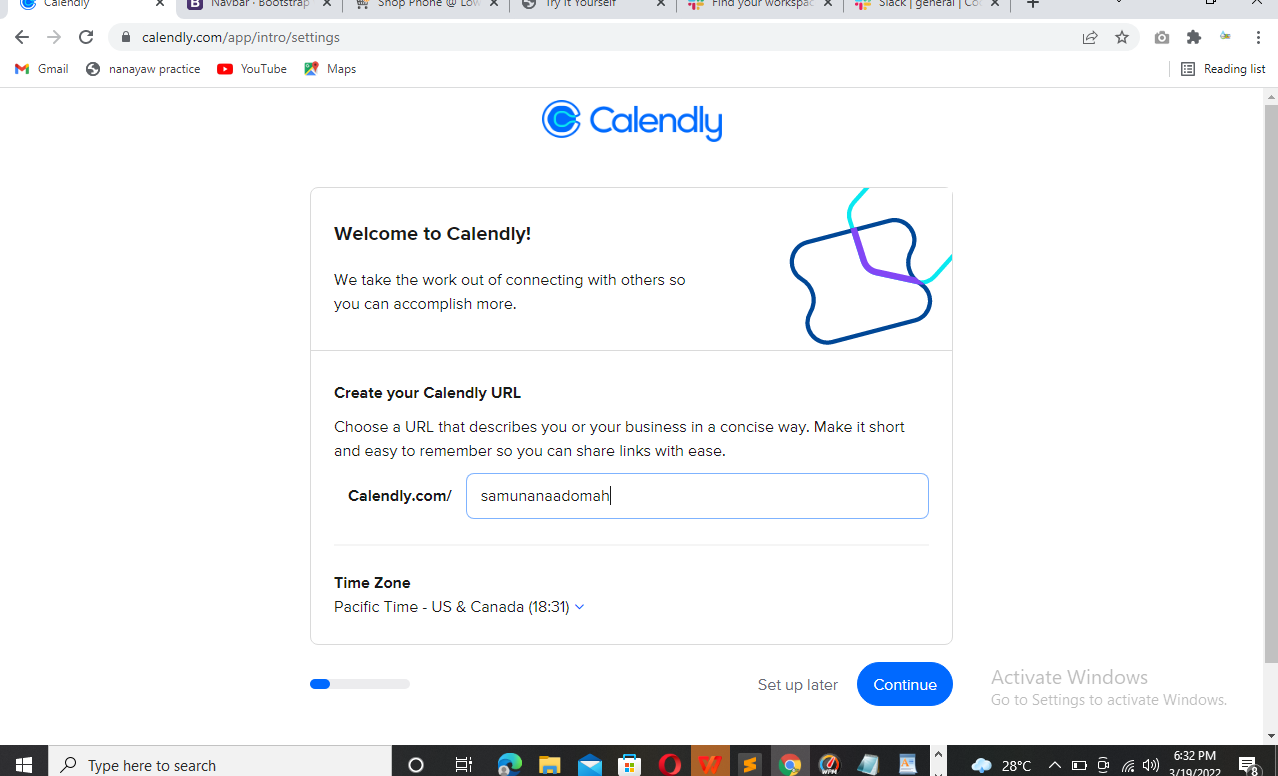 Calendly
Navbar · Bootstrap
Shop Phone @ Low
Try It Yourself
Find your workspac
Slack | general |
calendly.com/app/intro/settings
Gmail
nanayaw practice
YouTube
Maps
Reading list
Calendly
Welcome to Calendly!
We take the work out of connecting with others so
you can accomplish more.
Create your Calendly URL
Choose a URL that describes you or your business in a concise way. Make it short
and easy to remember so you can share links with ease.
Calendly.com/
samunanaadomah
Time Zone
Pacific Time - US & Canada (18:31)
Set up later
Continue
Activate Windows
Go to Settings to activate Windows.
Type here to search
WPM
28°C
6:32 PM
3/19/2022
8